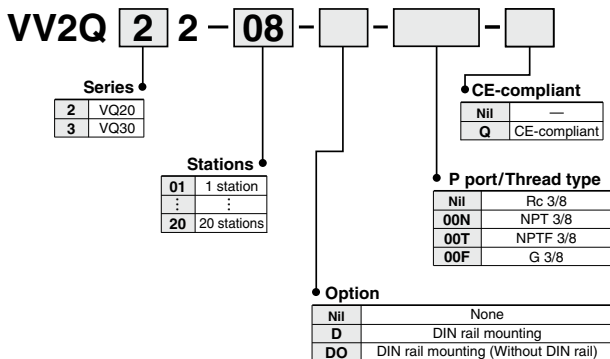 VV2Q 2 2 – 08 – – –
Series
2 VQ20
3 VQ30
CE-compliant
Nil —
Q CE-compliant
Stations
01 1 station
⋮ ⋮
20 20 stations
P port/Thread type
Nil Rc 3/8
00N NPT 3/8
00T NPTF 3/8
00F G 3/8
Option
Nil None
D DIN rail mounting
DO DIN rail mounting (Without DIN rail)